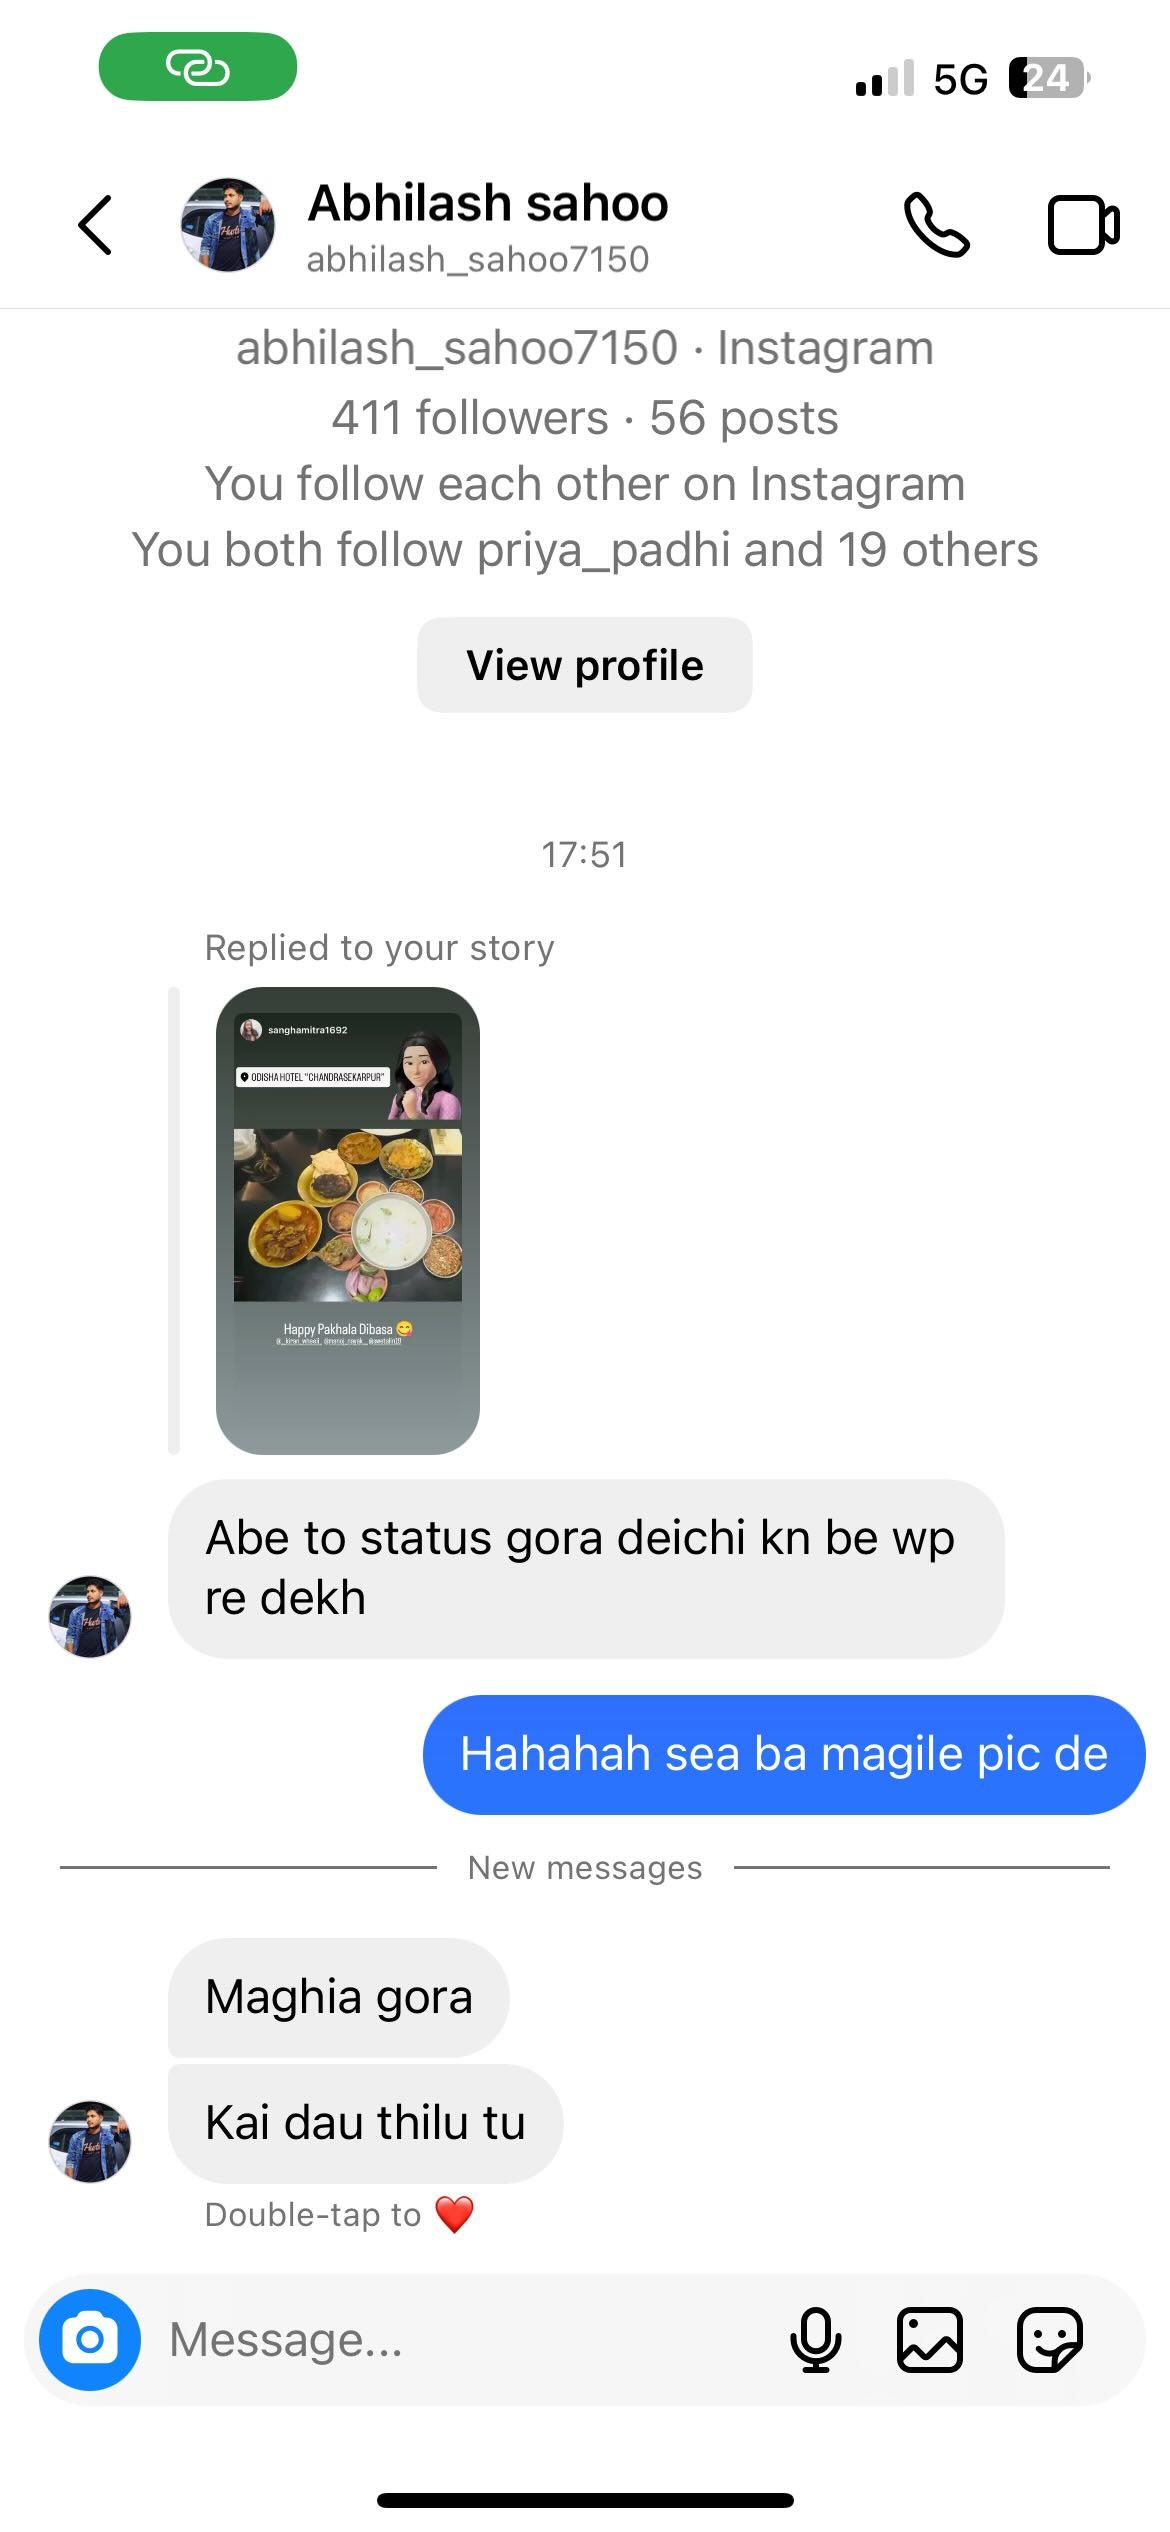 5G 24
Abhilash sahoo
abhilash_sahoo7150
abhilash_sahoo7150 · Instagram
411 followers · 56 posts
You follow each other on Instagram
You both follow priya_padhi and 19 others
View profile
17:51
Replied to your story
sanghamitra1692
ODISHA HOTEL "CHANDRASEKARPUR"
Happy Pakhala Dibasa 😋
Abe to status gora deichi kn be wp
re dekh
Hahahah sea ba magile pic de
New messages
Maghia gora
Kai dau thilu tu
Double-tap to ❤️
Message...